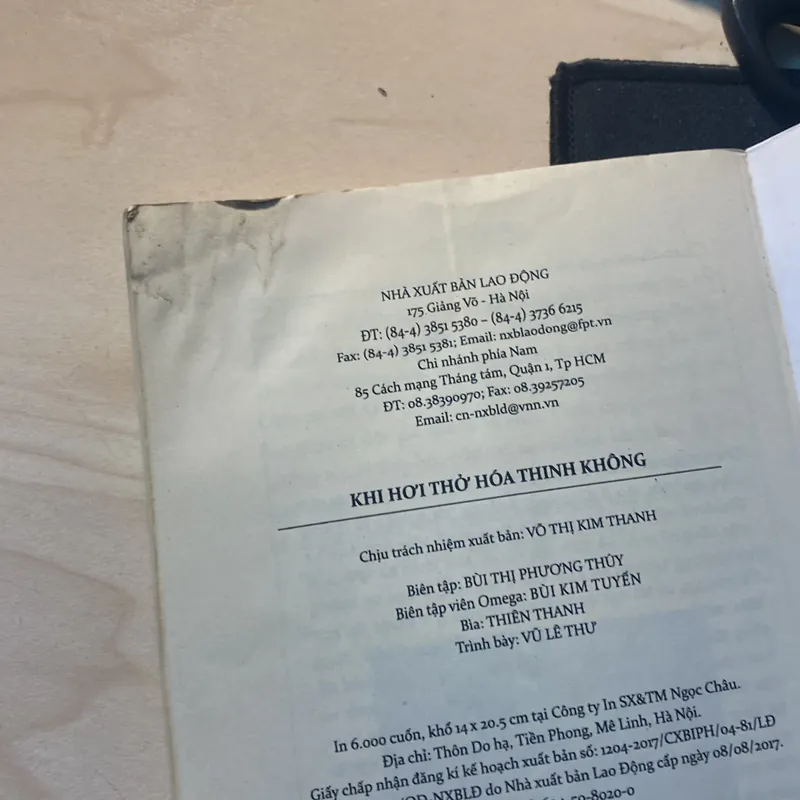 NHÀ XUẤT BẢN LAO ĐỘNG
175 Giảng Võ - Hà Nội
ĐT: (84-4) 3851 5380 – (84-4) 3736 6215
Fax: (84-4) 3851 5381; Email: nxblaodong@fpt.vn
Chi nhánh phía Nam
85 Cách mạng Tháng tám, Quận 1, Tp HCM
ĐT: 08.38390970; Fax: 08.39257205
Email: cn-nxbld@vnn.vn
KHI HƠI THỞ HÓA THINH KHÔNG
Chịu trách nhiệm xuất bản: VÕ THỊ KIM THANH
Biên tập: BÙI THỊ PHƯƠNG THÚY
Biên tập viên Omega: BÙI KIM TUYẾN
Bìa: THIÊN THANH
Trình bày: VŨ LÊ THƯ
In 6.000 cuốn, khổ 14 x 20.5 cm tại Công ty In SX&TM Ngọc Châu.
Địa chỉ: Thôn Do hạ, Tiền Phong, Mê Linh, Hà Nội.
Giấy chấp nhận đăng kí kế hoạch xuất bản số: 1204-2017/CXBIPH/04-81/LĐ
QĐ-NXBLĐ do Nhà xuất bản Lao Động cấp ngày 08/08/2017.
59-8020-0